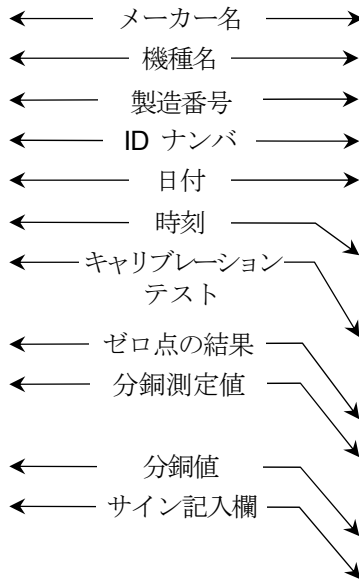 メーカー名
機種名
製造番号
ID ナンバ
日付
時刻
キャリブレーション
テスト
ゼロ点の結果
分銅測定値
分銅値
サイン記入欄